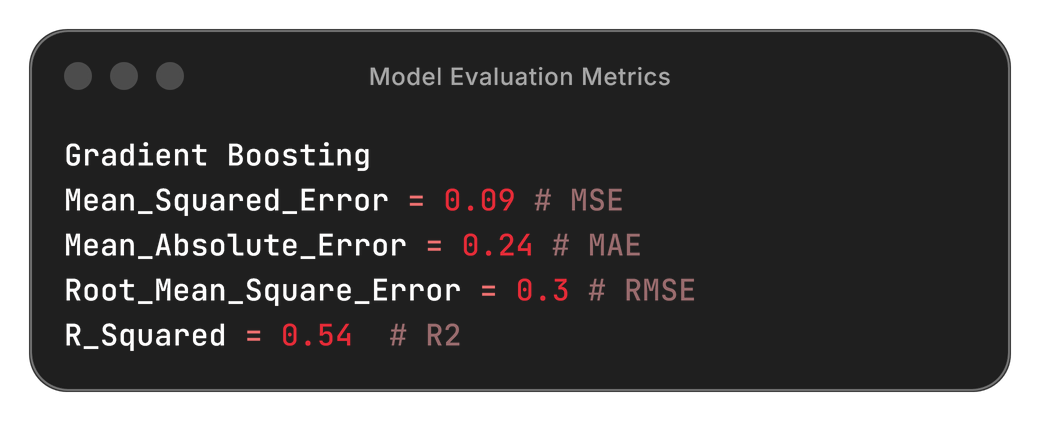 Model Evaluation Metrics
Gradient Boosting
Mean_Squared_Error = 0.09 # MSE
Mean_Absolute_Error = 0.24 # MAE
Root_Mean_Square_Error = 0.3 # RMSE
R_Squared = 0.54  # R2